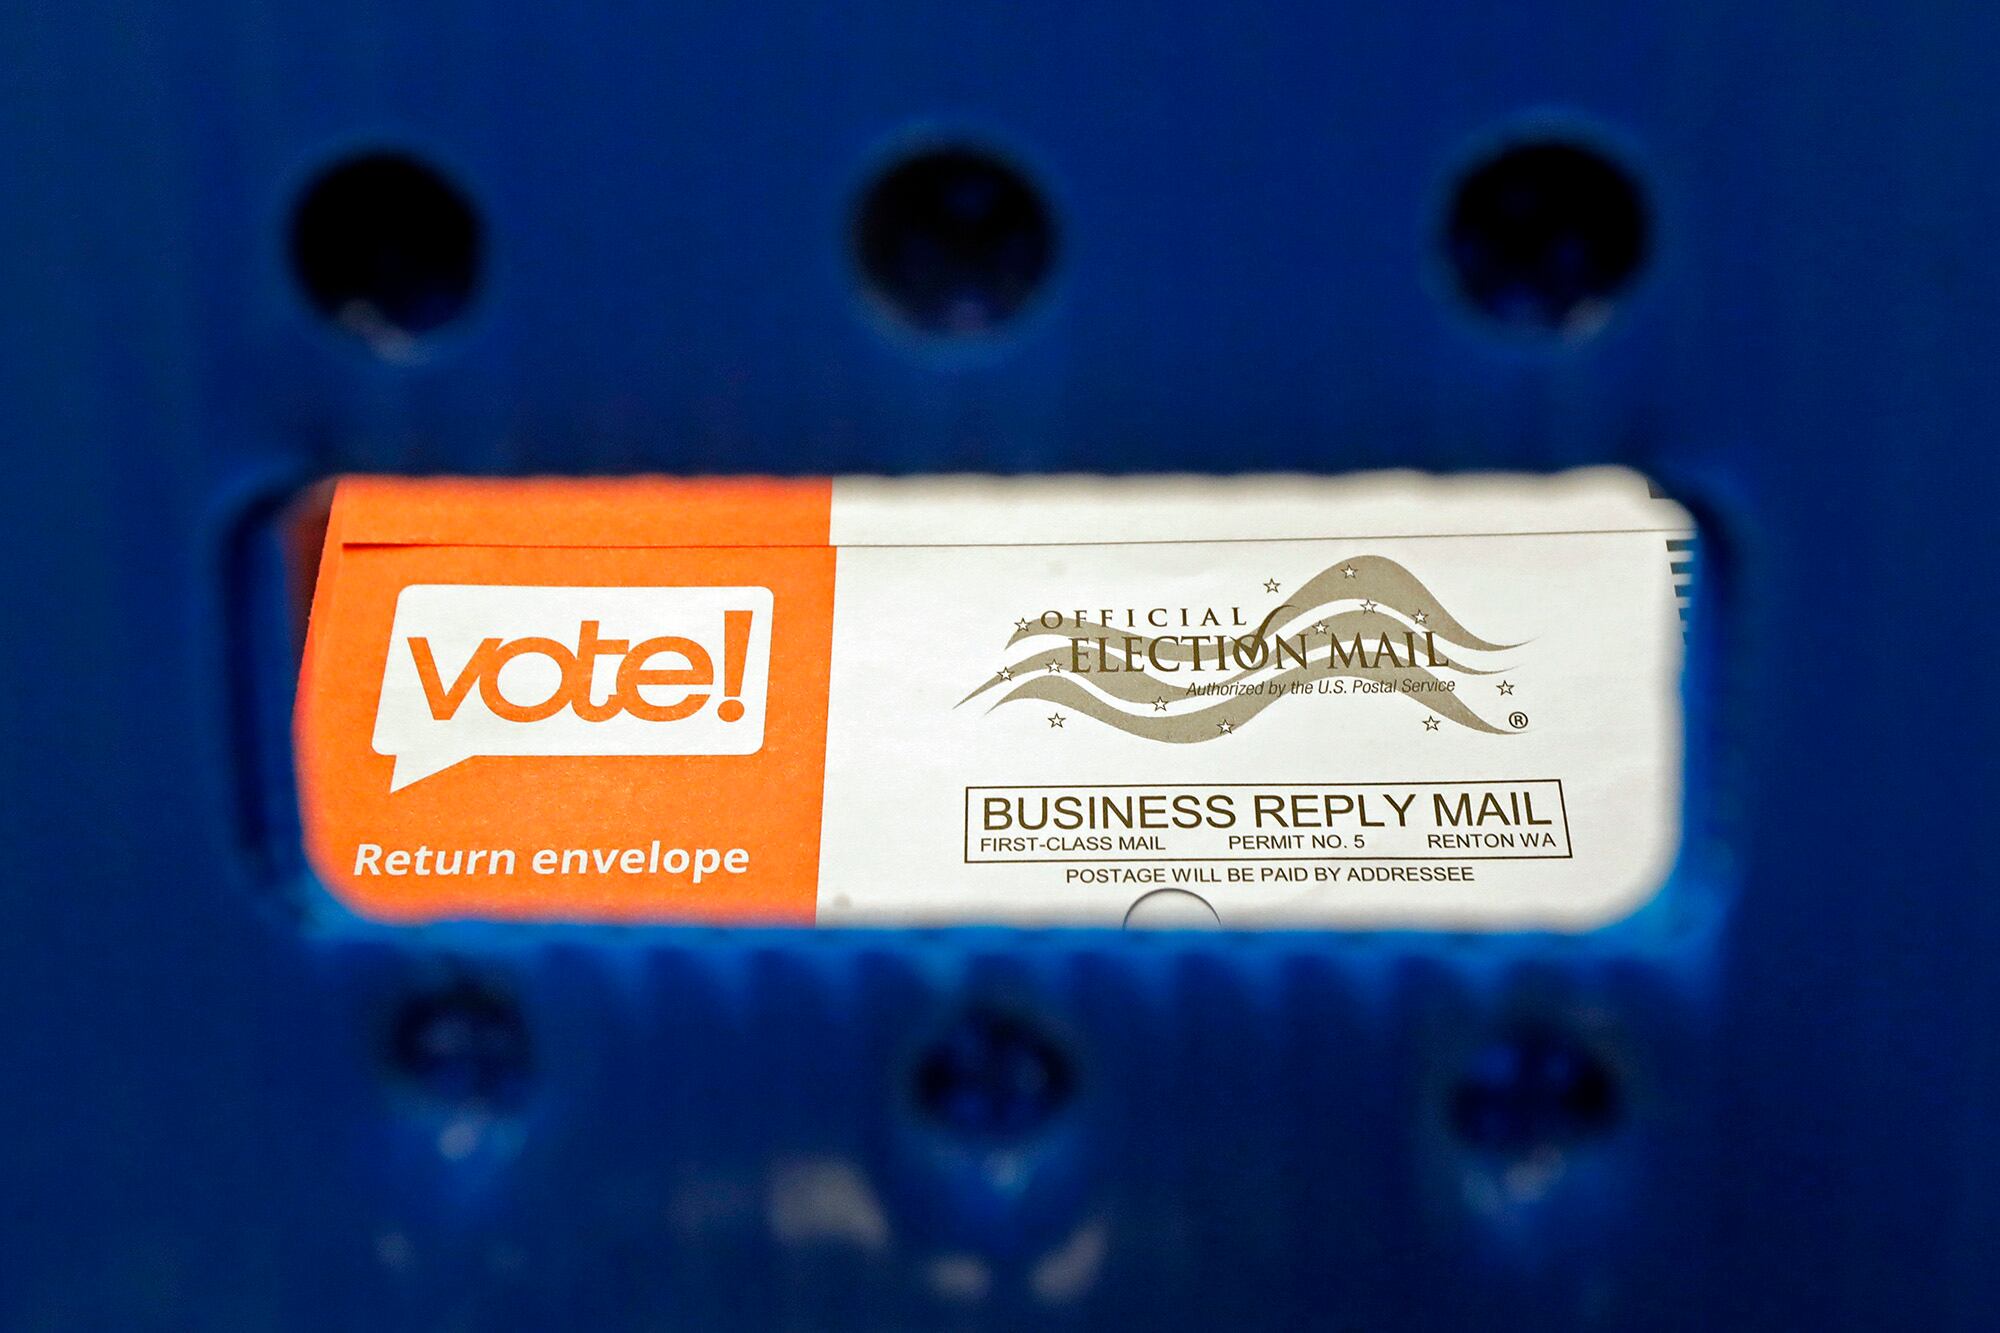 vote!
Return envelope
OFFICIAL
ELECTION MAIL
Authorized by the U.S. Postal Service
®
BUSINESS REPLY MAIL
FIRST-CLASS MAIL PERMIT NO. 5 RENTON WA
POSTAGE WILL BE PAID BY ADDRESSEE